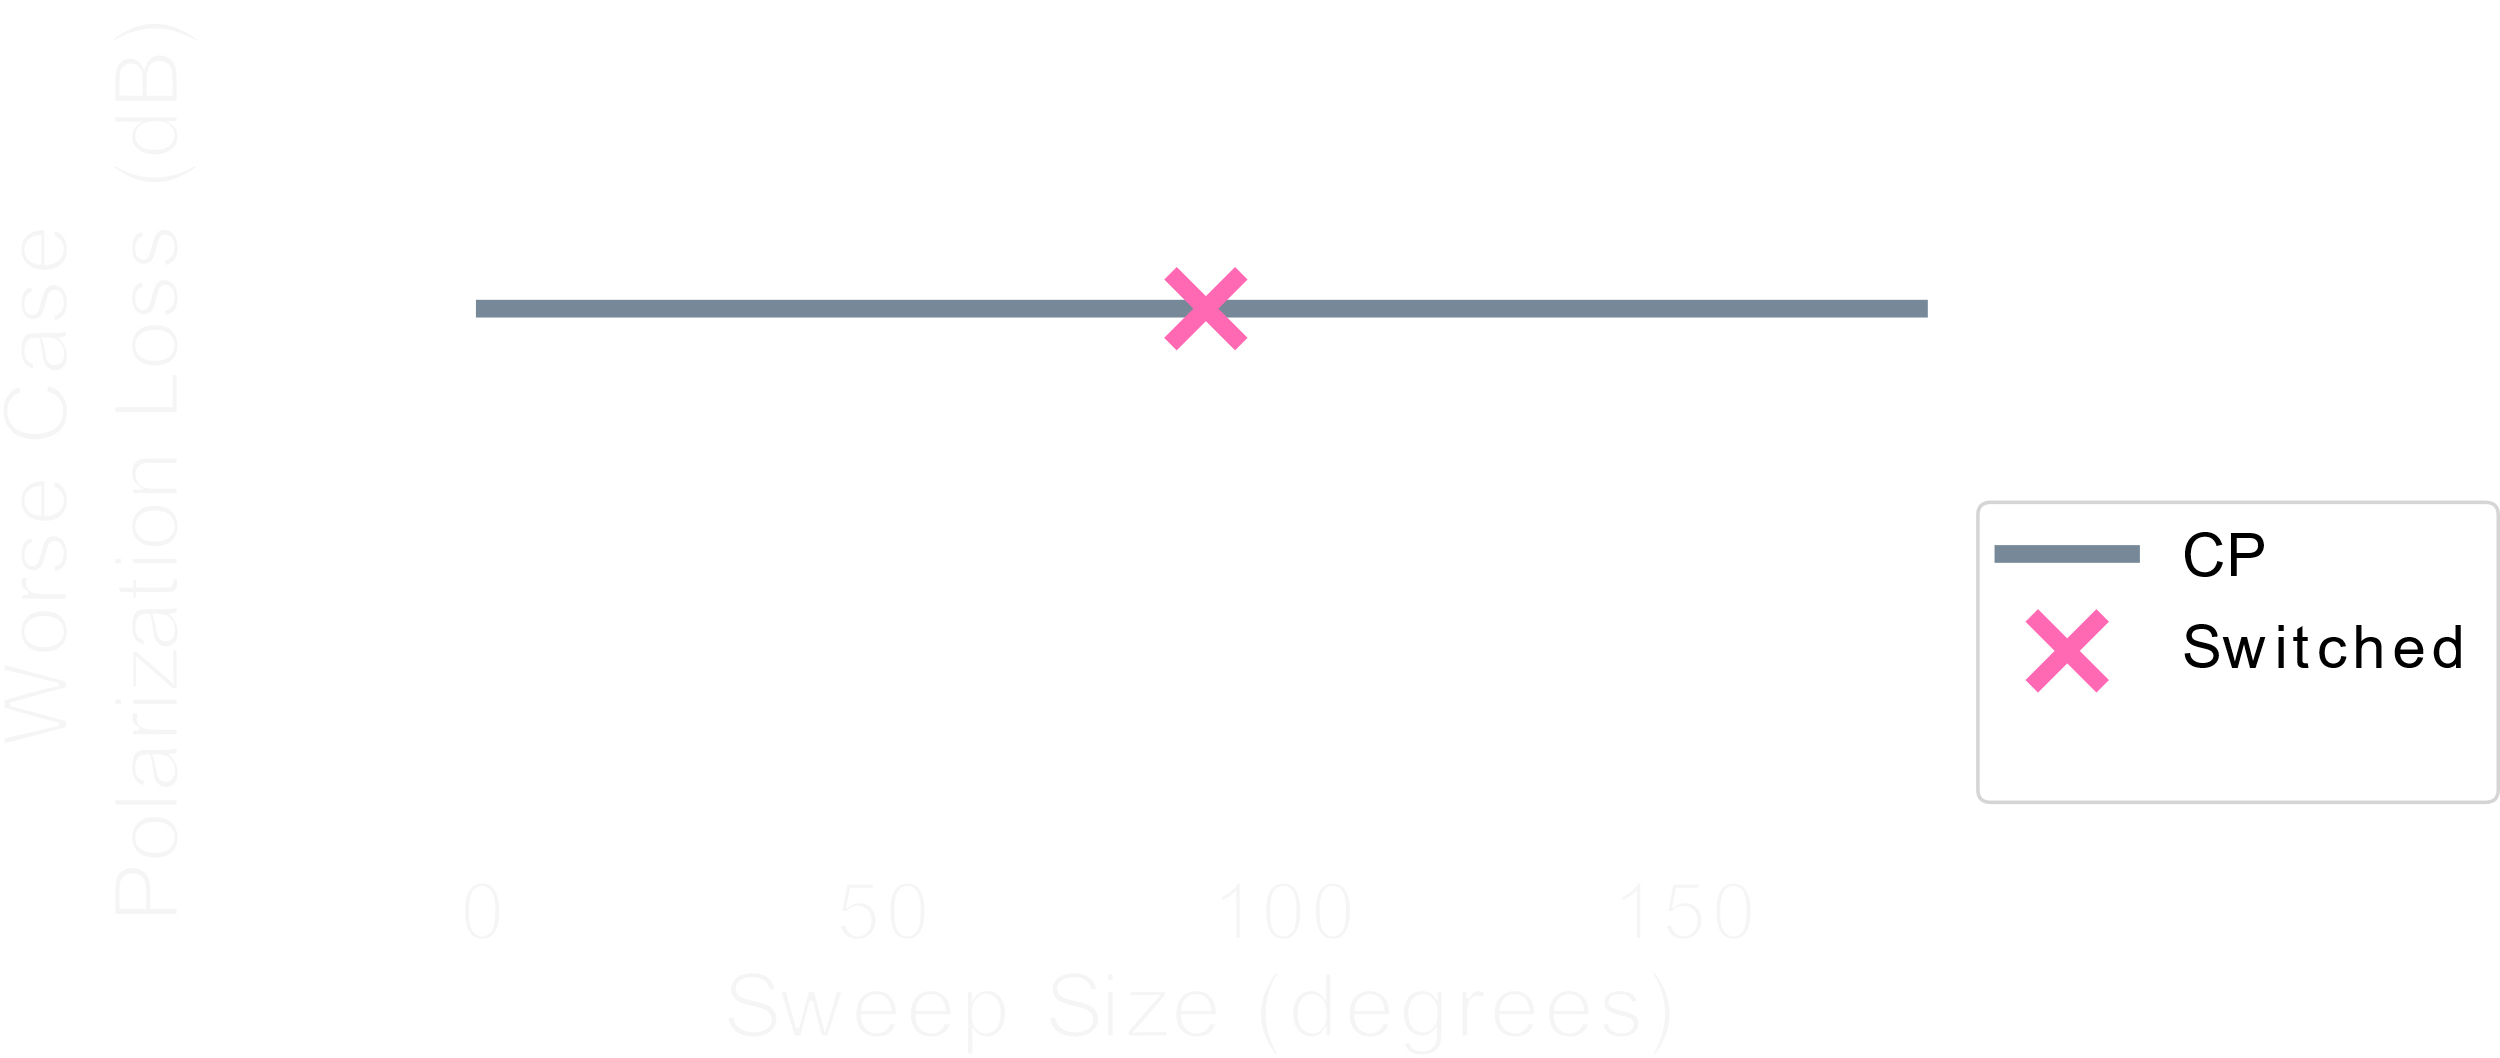 Worse Case
Polarization Loss (dB)
CP
Switched
0 50 100 150
Sweep Size (degrees)